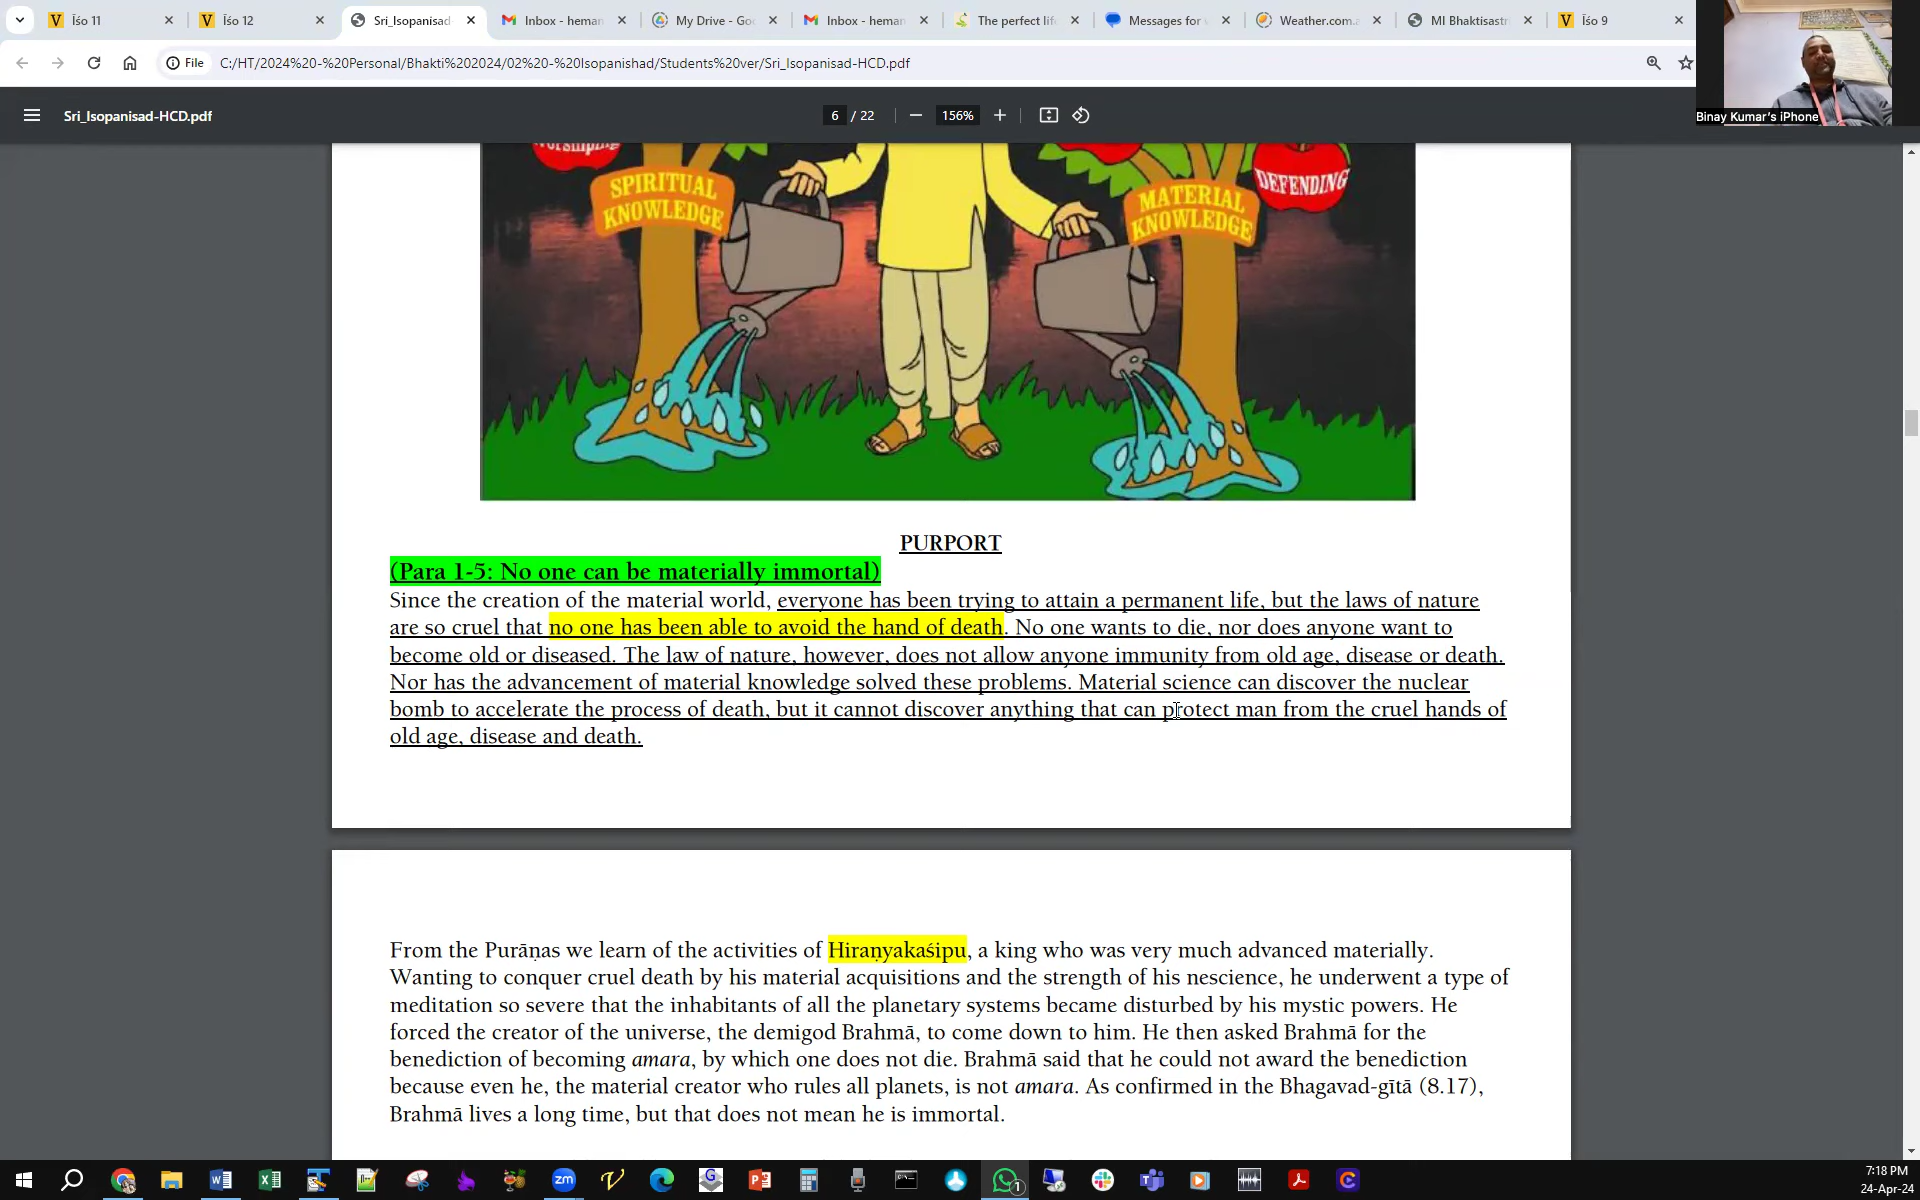 Īśo 11
Īśo 12
Sri_Isopanisad-
Inbox - heman
My Drive - Goo
Inbox - heman
The perfect life
Messages for
Weather.com.a
MI Bhaktisastr
Īśo 9
File
C:/HT/2024%20-%20Personal/Bhakti%202024/02%20-%20Isopanishad/Students%20ver/Sri_Isopanisad-HCD.pdf
Binay Kumar's iPhone
Sri_Isopanisad-HCD.pdf
6 / 22
156%
Worshiping
SPIRITUAL
KNOWLEDGE
DEFENDING
MATERIAL
KNOWLEDGE
PURPORT
(Para 1-5: No one can be materially immortal)
Since the creation of the material world, everyone has been trying to attain a permanent life, but the laws of nature
are so cruel that no one has been able to avoid the hand of death. No one wants to die, nor does anyone want to
become old or diseased. The law of nature, however, does not allow anyone immunity from old age, disease or death.
Nor has the advancement of material knowledge solved these problems. Material science can discover the nuclear
bomb to accelerate the process of death, but it cannot discover anything that can protect man from the cruel hands of
old age, disease and death.
From the Purāṇas we learn of the activities of Hiraṇyakaśipu, a king who was very much advanced materially.
Wanting to conquer cruel death by his material acquisitions and the strength of his nescience, he underwent a type of
meditation so severe that the inhabitants of all the planetary systems became disturbed by his mystic powers. He
forced the creator of the universe, the demigod Brahmā, to come down to him. He then asked Brahmā for the
benediction of becoming amara, by which one does not die. Brahmā said that he could not award the benediction
because even he, the material creator who rules all planets, is not amara. As confirmed in the Bhagavad-gītā (8.17),
Brahmā lives a long time, but that does not mean he is immortal.
zm
1
7:18 PM
24-Apr-24